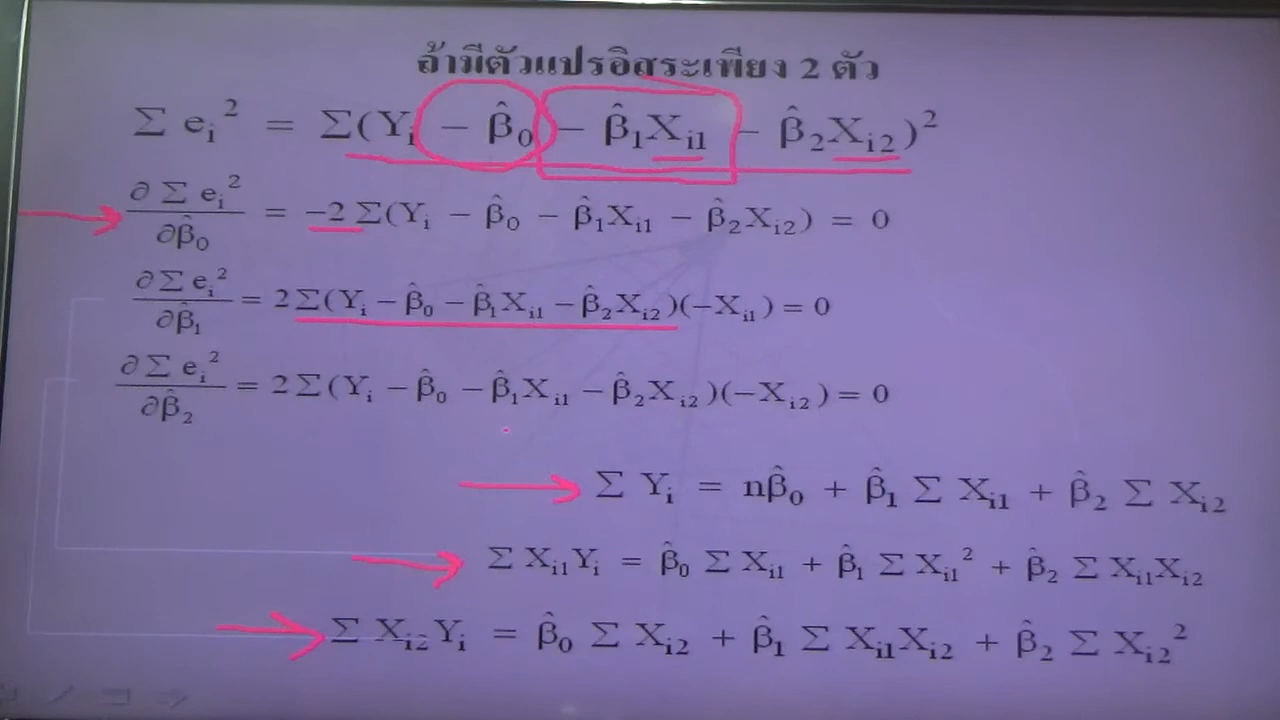 ถ้ามีตัวแปรอิสระเพียง 2 ตัว
Σ eᵢ² = Σ(Yᵢ − β̂₀ − β̂₁Xᵢ₁ − β̂₂Xᵢ₂)²
∂ Σ eᵢ² / ∂β̂₀ = −2 Σ(Yᵢ − β̂₀ − β̂₁Xᵢ₁ − β̂₂Xᵢ₂) = 0
∂ Σ eᵢ² / ∂β̂₁ = 2 Σ(Yᵢ − β̂₀ − β̂₁Xᵢ₁ − β̂₂Xᵢ₂)(−Xᵢ₁) = 0
∂ Σ eᵢ² / ∂β̂₂ = 2 Σ(Yᵢ − β̂₀ − β̂₁Xᵢ₁ − β̂₂Xᵢ₂)(−Xᵢ₂) = 0
Σ Yᵢ = nβ̂₀ + β̂₁ Σ Xᵢ₁ + β̂₂ Σ Xᵢ₂
Σ Xᵢ₁Yᵢ = β̂₀ Σ Xᵢ₁ + β̂₁ Σ Xᵢ₁² + β̂₂ Σ Xᵢ₁Xᵢ₂
Σ Xᵢ₂Yᵢ = β̂₀ Σ Xᵢ₂ + β̂₁ Σ Xᵢ₁Xᵢ₂ + β̂₂ Σ Xᵢ₂²